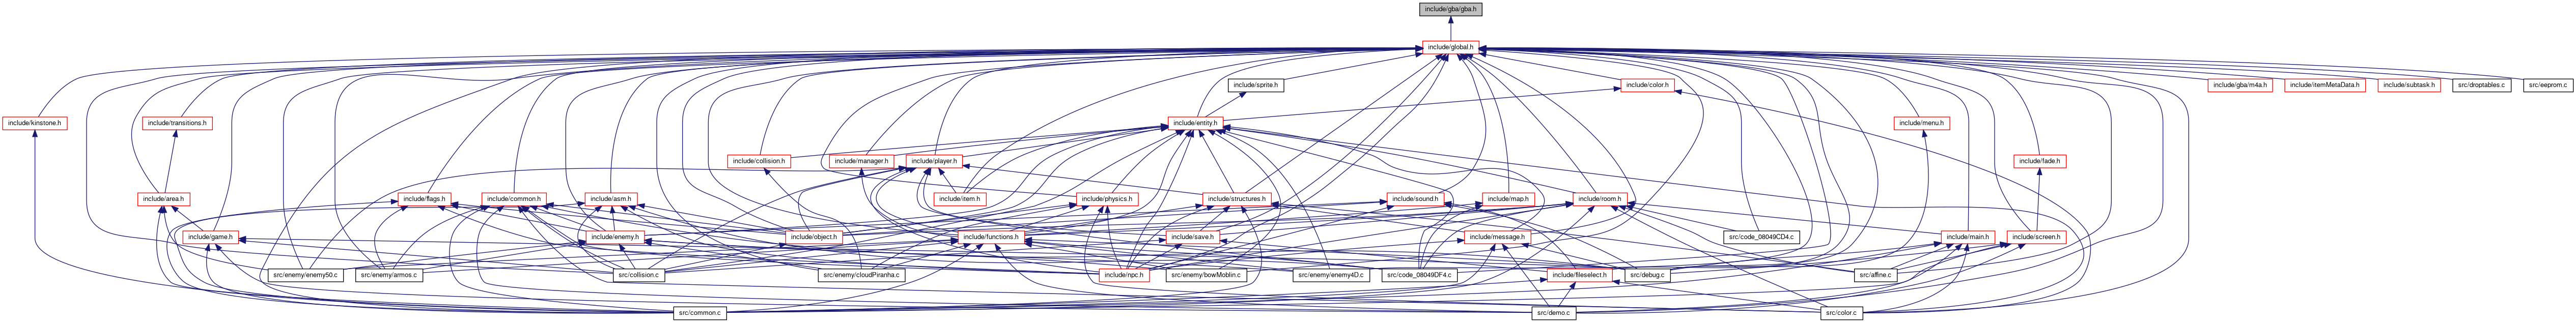 include/gba/gba.h
include/global.h
include/sprite.h
include/color.h
include/gba/m4a.h
include/itemMetaData.h
include/subtask.h
src/droptables.c
src/eeprom.c
include/kinstone.h
include/transitions.h
include/entity.h
include/menu.h
include/collision.h
include/manager.h
include/player.h
include/fade.h
include/area.h
include/flags.h
include/common.h
include/asm.h
include/item.h
include/physics.h
include/structures.h
include/sound.h
include/map.h
include/room.h
include/game.h
include/enemy.h
include/object.h
include/functions.h
include/save.h
include/message.h
src/code_08049CD4.c
include/main.h
include/screen.h
src/enemy/enemy50.c
src/enemy/armos.c
src/collision.c
src/enemy/cloudPiranha.c
include/npc.h
src/enemy/bowMoblin.c
src/enemy/enemy4D.c
src/code_08049DF4.c
include/fileselect.h
src/debug.c
src/affine.c
src/common.c
src/demo.c
src/color.c